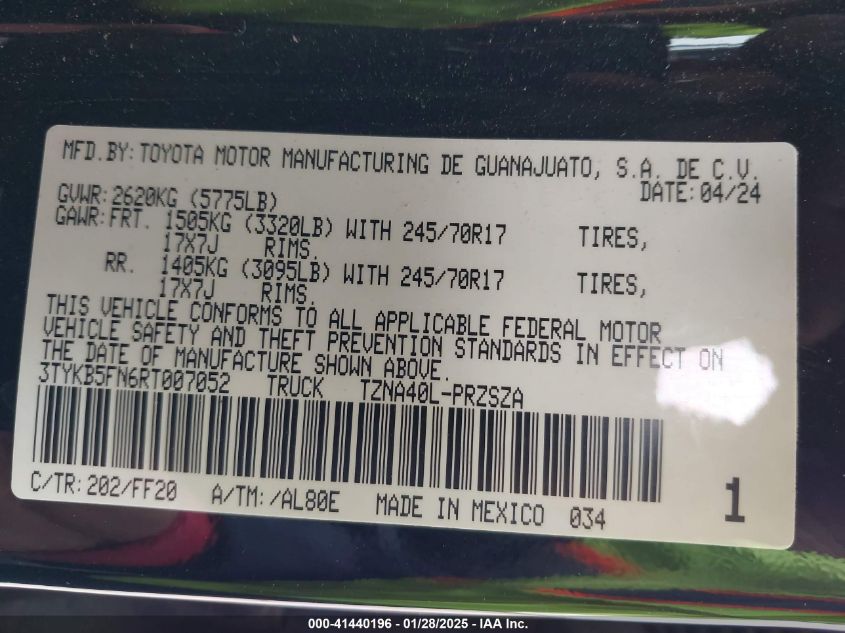 MFD.BY:TOYOTA MOTOR MANUFACTURING DE GUANAJUATO, S.A. DE C.V.
DATE:04/24
GVWR:2620KG (5775LB)
GAWR:FRT. 1505KG (3320LB) WITH 245/70R17 TIRES,
17X7J RIMS.
RR. 1405KG (3095LB) WITH 245/70R17 TIRES,
17X7J RIMS.
THIS VEHICLE CONFORMS TO ALL APPLICABLE FEDERAL MOTOR
VEHICLE SAFETY AND THEFT PREVENTION STANDARDS IN EFFECT ON
THE DATE OF MANUFACTURE SHOWN ABOVE.
3TYKB5FN6RT007052 TRUCK TZNA40L-PRZSZA
C/TR:202/FF20 A/TM:/AL80E MADE IN MEXICO 034 1
000-41440196 - 01/28/2025 - IAA Inc.